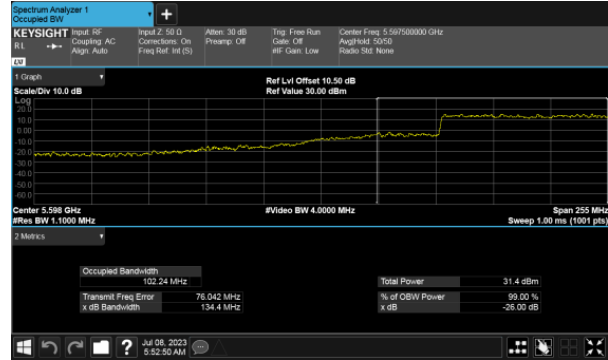 Spectrum Analyzer 1
Occupied BW
+
KEYSIGHT Input: RF Input Z: 50 Ω Atten: 30 dB Trig: Free Run Center Freq: 5.597500000 GHz
RL Coupling: AC Corrections: On Preamp: Off Gate: Off Avg|Hold: 50/50
Align: Auto Freq Ref: Int (S) #IF Gain: Low Radio Std: None
1 Graph
Ref Lvl Offset 10.50 dB
Scale/Div 10.0 dB Ref Value 30.00 dBm
Log
20.0
10.0
0.00
-10.0
-20.0
-30.0
-40.0
-50.0
-60.0
Center 5.598 GHz #Video BW 4.0000 MHz Span 255 MHz
#Res BW 1.1000 MHz Sweep 1.00 ms (1001 pts)
2 Metrics
Occupied Bandwidth
102.24 MHz Total Power 31.4 dBm
Transmit Freq Error 76.042 MHz % of OBW Power 99.00 %
x dB Bandwidth 134.4 MHz x dB -26.00 dB
?
Jul 08, 2023
5:52:50 AM